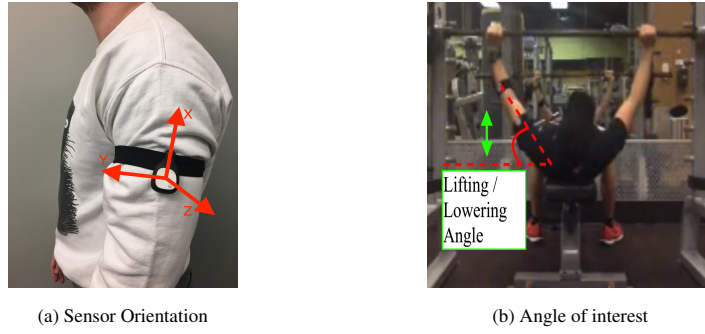 X
Y
Z
Lifting /
Lowering
Angle
(a) Sensor Orientation
(b) Angle of interest